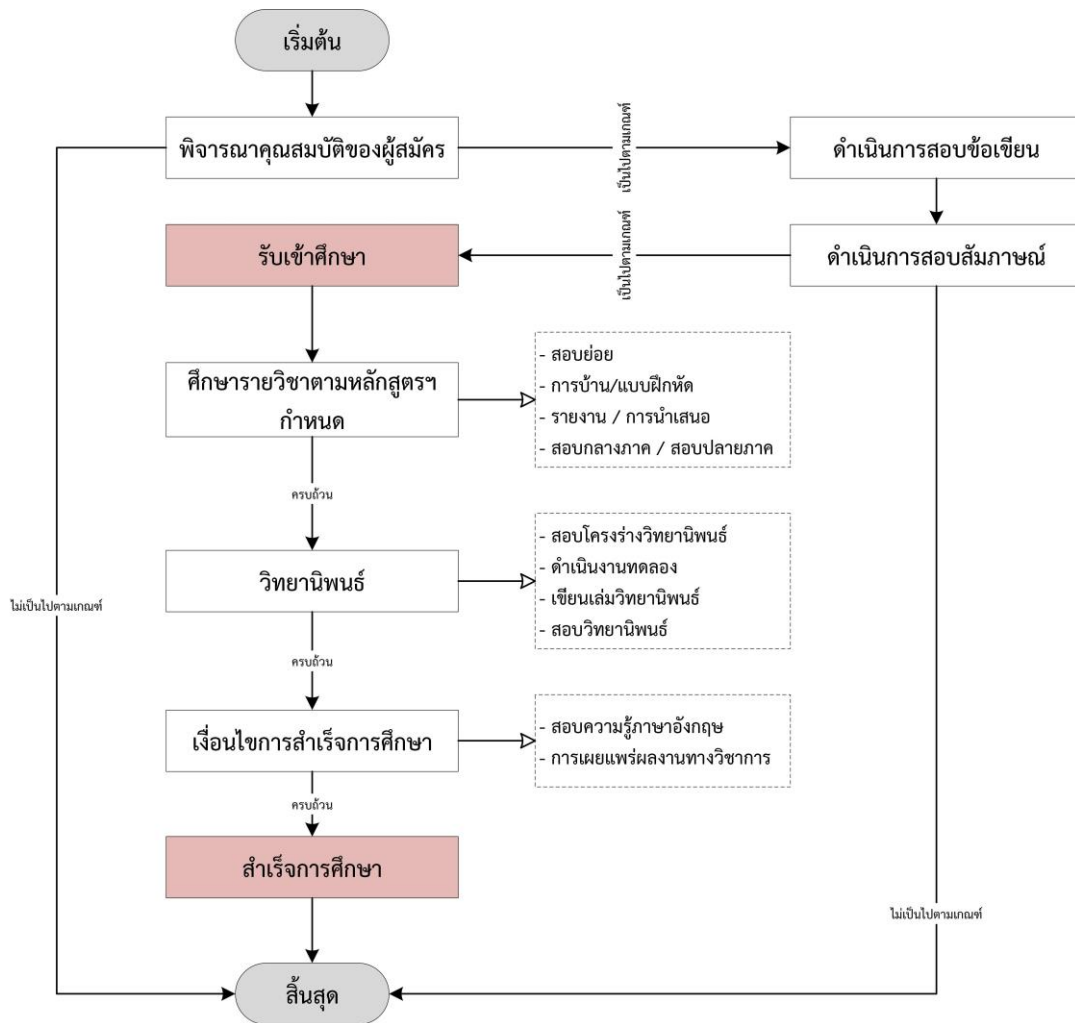 เริ่มต้น
พิจารณาคุณสมบัติของผู้สมัคร
เป็นไปตามเกณฑ์
ดำเนินการสอบข้อเขียน
รับเข้าศึกษา
เป็นไปตามเกณฑ์
ดำเนินการสอบสัมภาษณ์
ศึกษารายวิชาตามหลักสูตรฯ
กำหนด
- สอบย่อย
- การบ้าน/แบบฝึกหัด
- รายงาน / การนำเสนอ
- สอบกลางภาค / สอบปลายภาค
ครบถ้วน
วิทยานิพนธ์
- สอบโครงร่างวิทยานิพนธ์
- ดำเนินงานทดลอง
- เขียนเล่มวิทยานิพนธ์
- สอบวิทยานิพนธ์
ไม่เป็นไปตามเกณฑ์
ครบถ้วน
เงื่อนไขการสำเร็จการศึกษา
- สอบความรู้ภาษาอังกฤษ
- การเผยแพร่ผลงานทางวิชาการ
ครบถ้วน
สำเร็จการศึกษา
ไม่เป็นไปตามเกณฑ์
สิ้นสุด